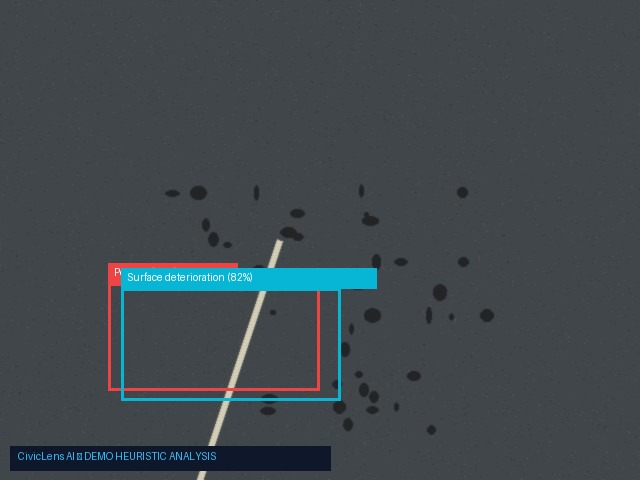 Surface deterioration (82%)
CivicLens AI DEMO HEURISTIC ANALYSIS